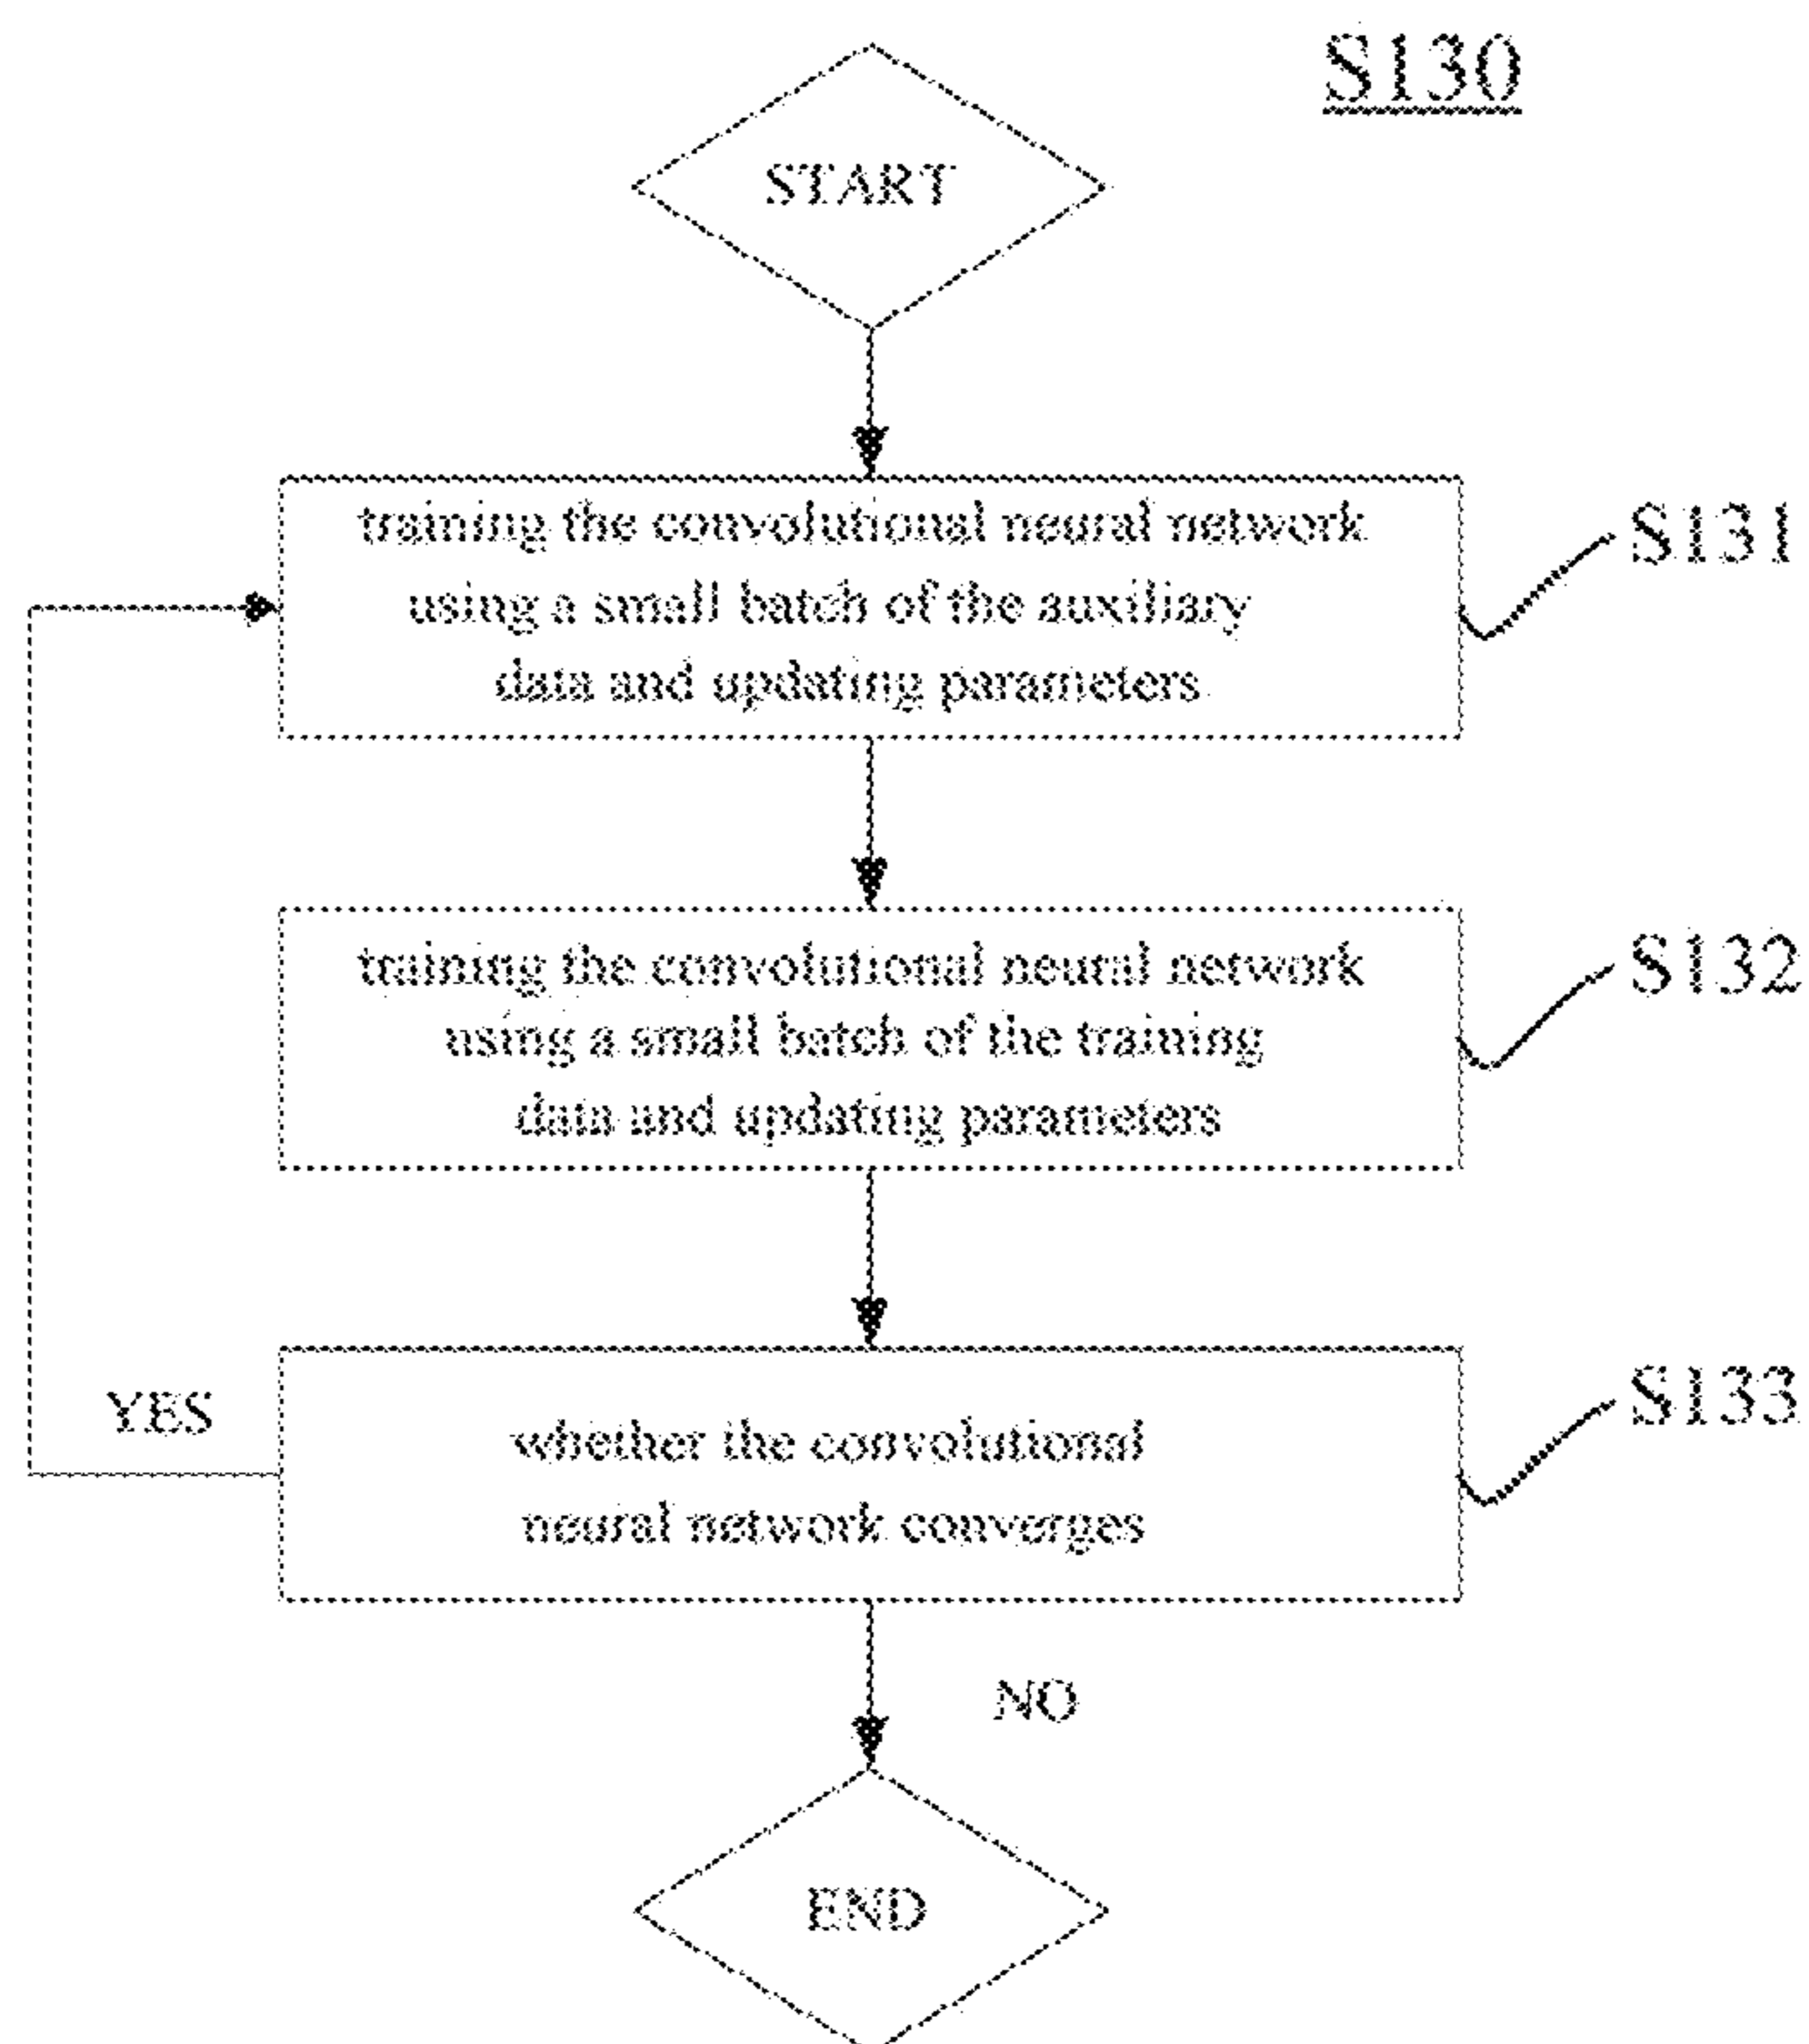 S130
START
training the convolutional neural network
using a small batch of the auxiliary
data and updating parameters
S131
training the convolutional neural network
using a small batch of the training
data and updating parameters
S132
YES
whether the convolutional
neural network converges
S133
NO
END